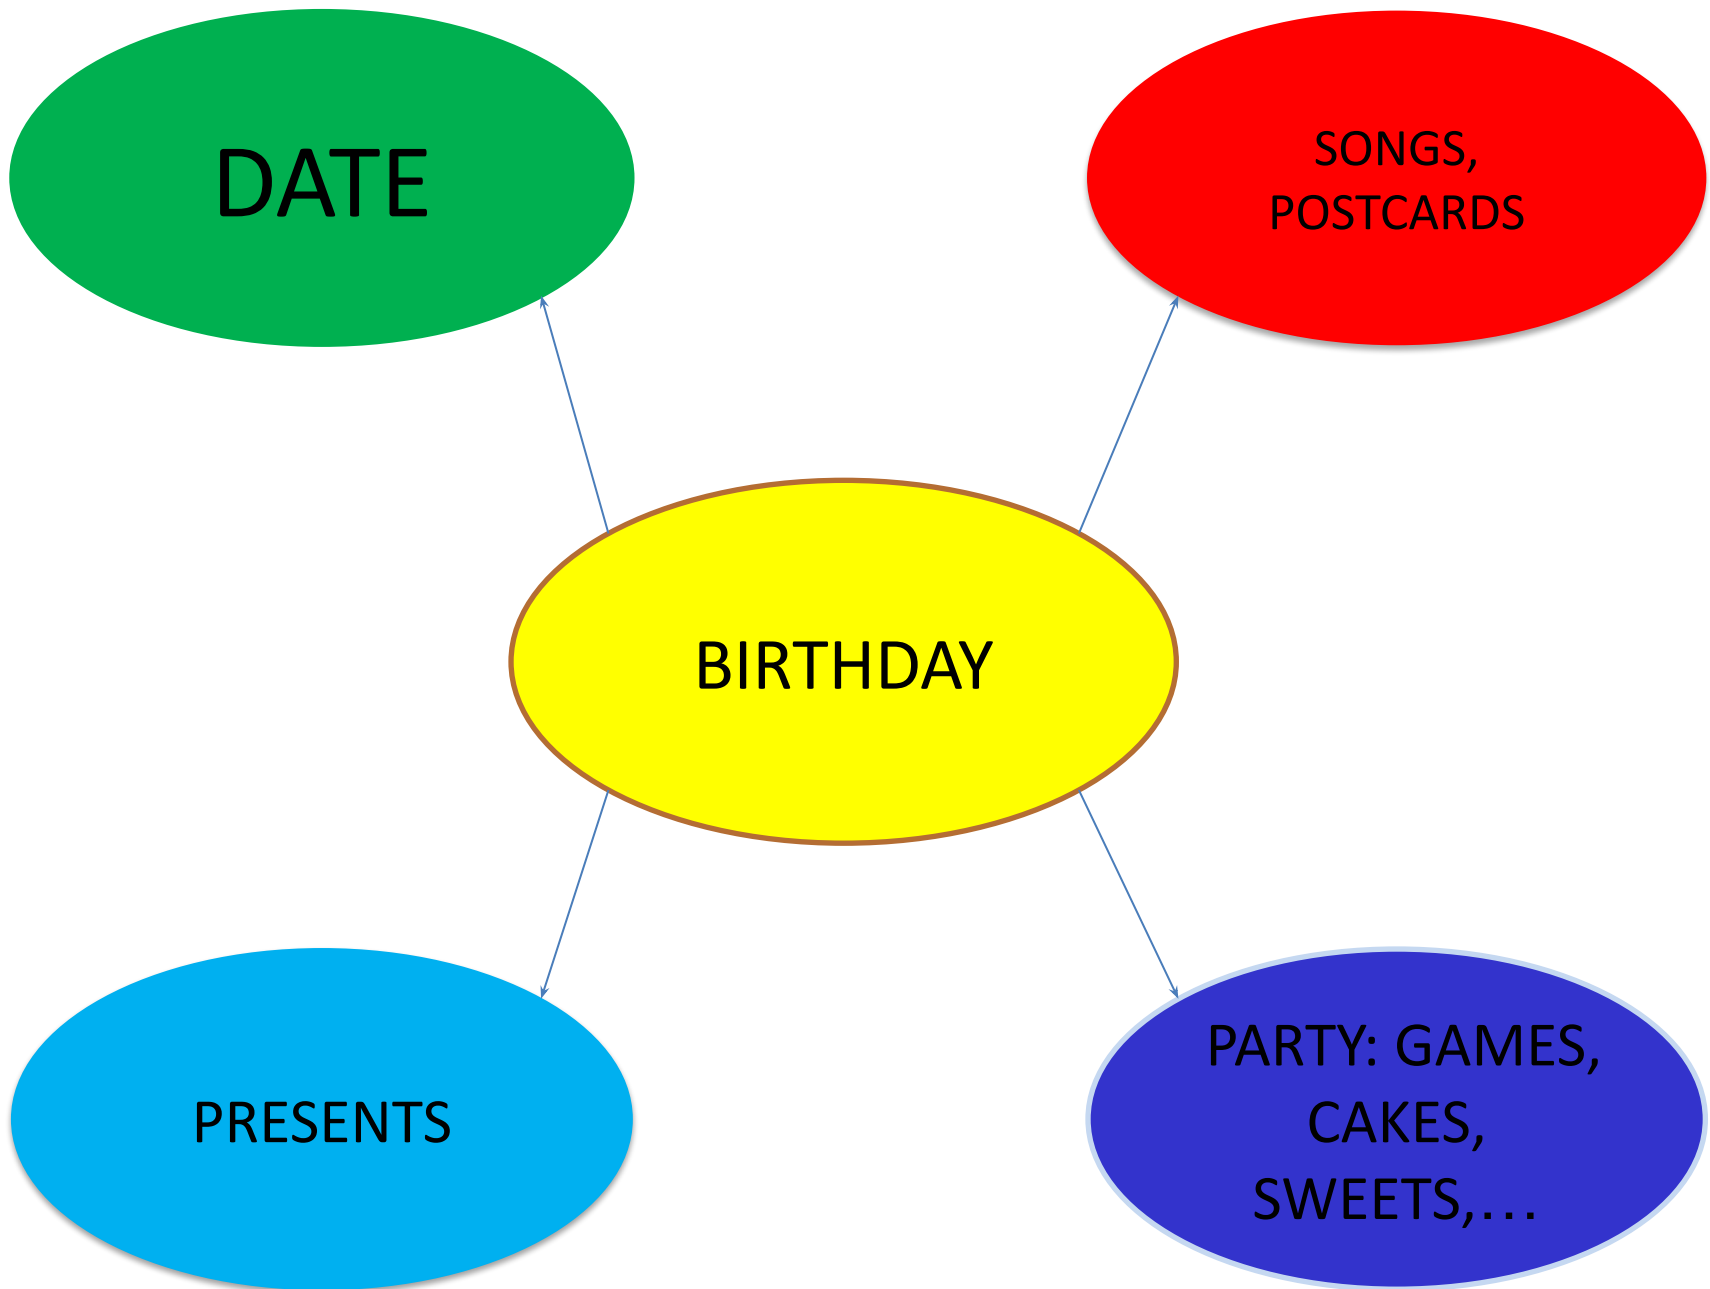 DATE
SONGS,
POSTCARDS
BIRTHDAY
PRESENTS
PARTY: GAMES,
CAKES,
SWEETS,...